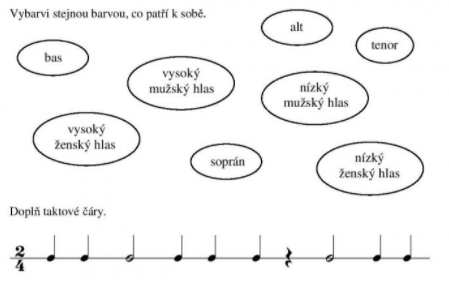 Vybarvi stejnou barvou, co patří k sobě.
alt
tenor
bas
vysoký
mužský hlas
nízký
mužský hlas
vysoký
ženský hlas
soprán
nízký
ženský hlas
Doplň taktové čáry.
2
4